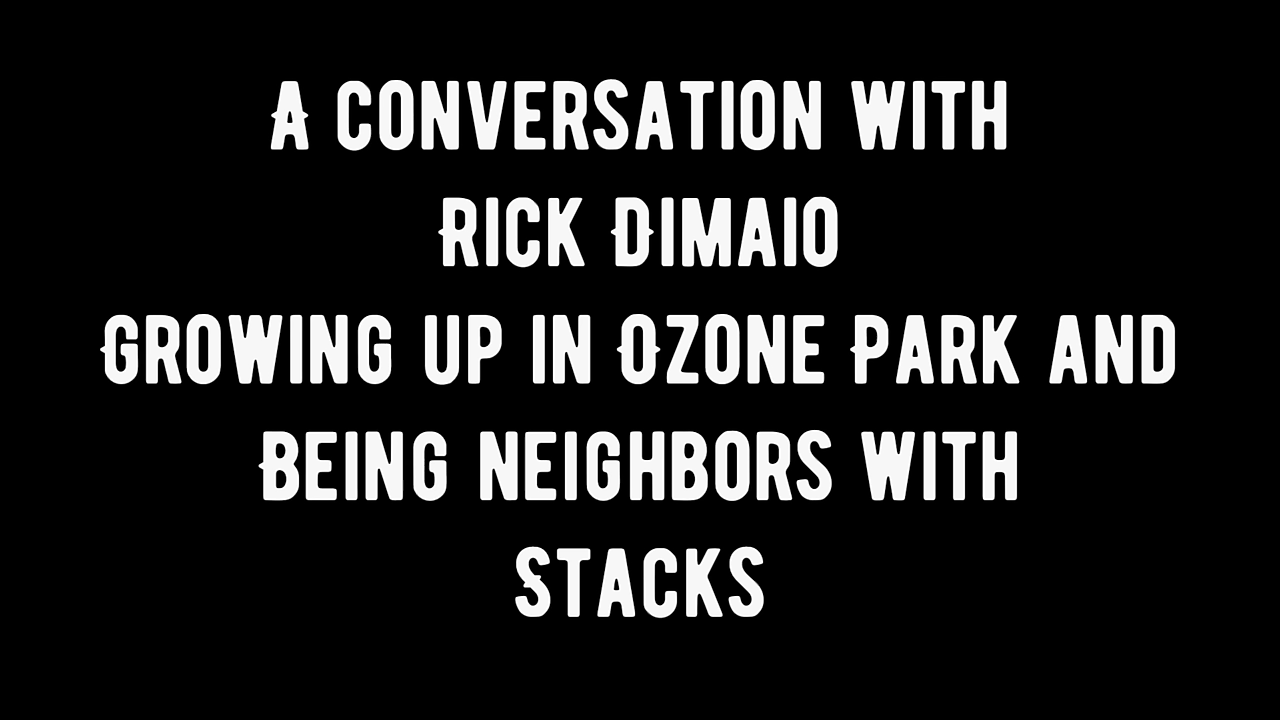 A CONVERSATION WITH
RICK DIMAIO
GROWING UP IN OZONE PARK AND
BEING NEIGHBORS WITH
STACKS